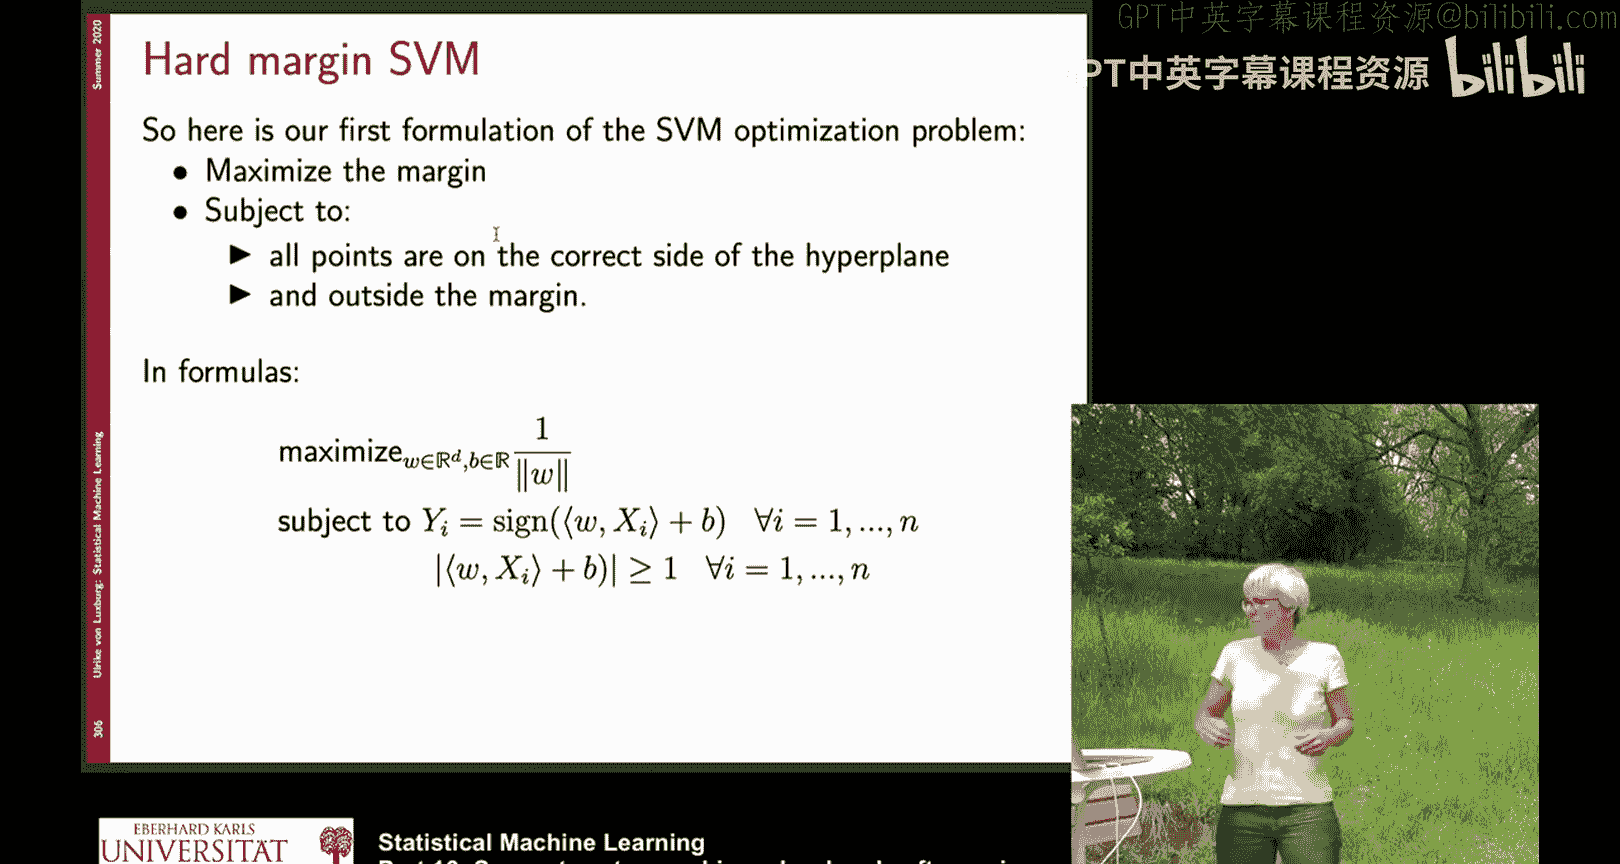 GPT中英字幕课程资源@bilibili.com
PT中英字幕课程资源 bilibili
Summer 2020
Hard margin SVM
So here is our first formulation of the SVM optimization problem:
• Maximize the margin
• Subject to:
▶ all points are on the correct side of the hyperplane
▶ and outside the margin.
In formulas:
maximize_{w∈ℝ^d,b∈ℝ} 1/‖w‖
subject to Y_i = sign(⟨w, X_i⟩ + b) ∀i = 1, ..., n
|⟨w, X_i⟩ + b)| ≥ 1 ∀i = 1, ..., n
Ulrike von Luxburg: Statistical Machine Learning
306
EBERHARD KARLS
UNIVERSITÄT
Statistical Machine Learning